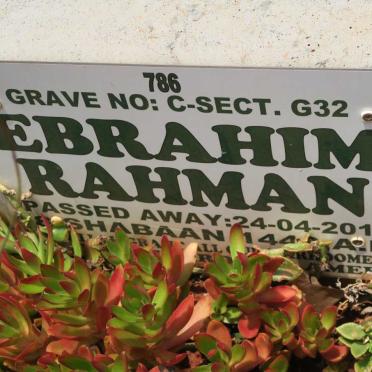 786
GRAVE NO: C-SECT. G32
EBRAHIM
RAHMAN
PASSED AWAY:24-04-201
SHABAAN